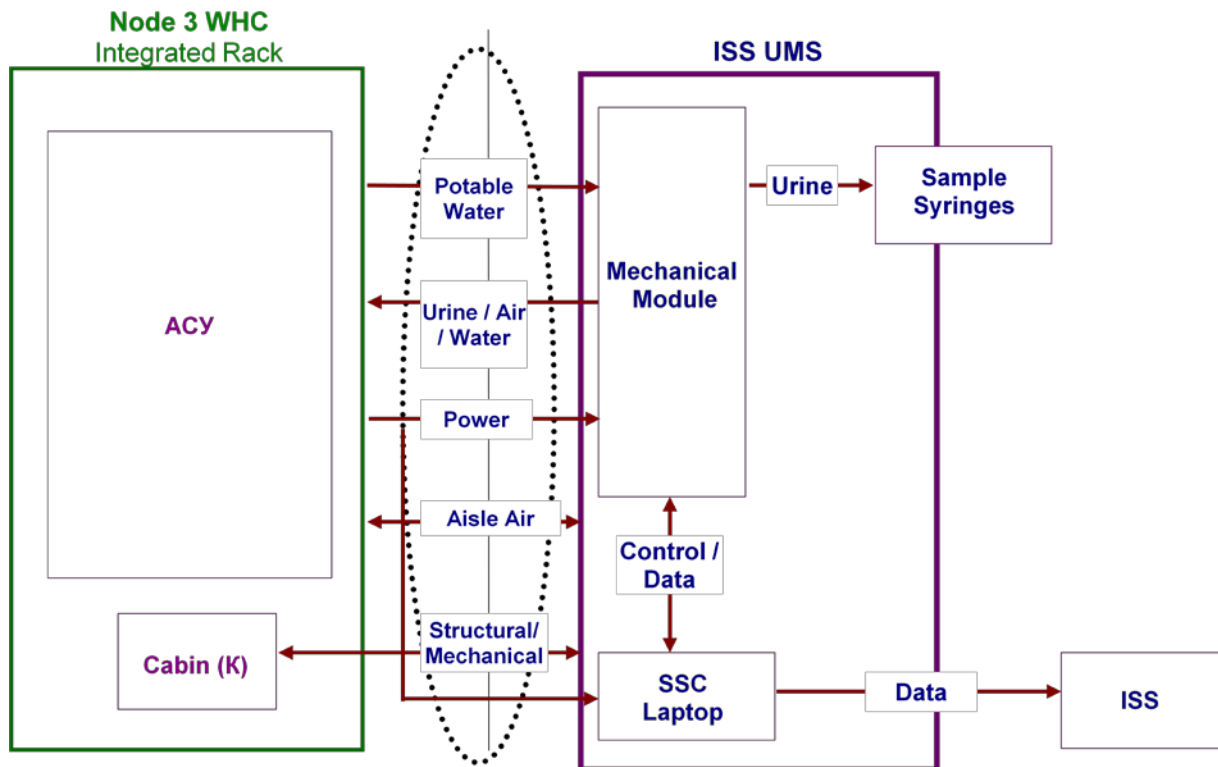 Node 3 WHC
Integrated Rack
ISS UMS
АСУ
Cabin (К)
Potable
Water
Urine / Air
/ Water
Power
Aisle Air
Structural/
Mechanical
Mechanical
Module
Urine
Sample
Syringes
Control /
Data
SSC
Laptop
Data
ISS